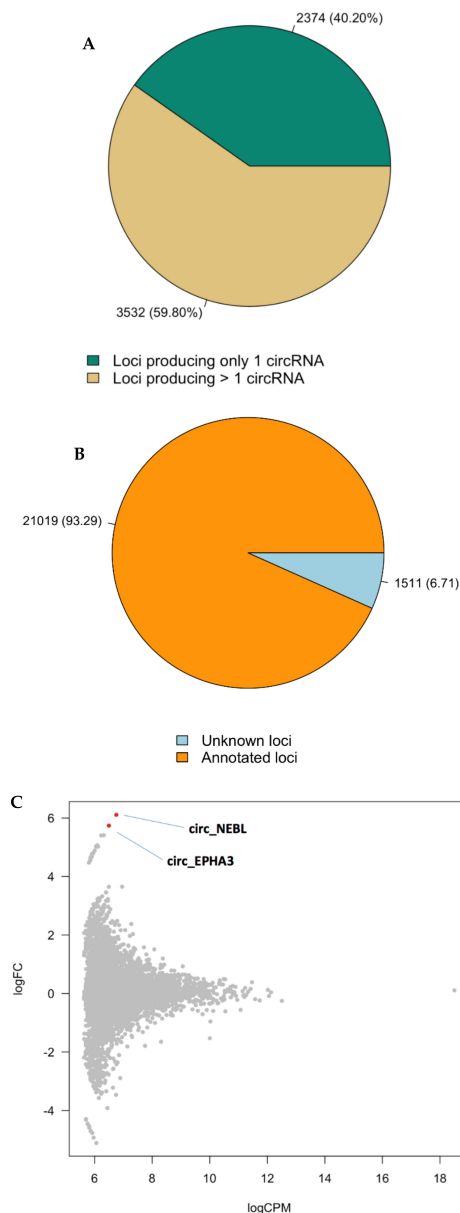 2374 (40.20%)
A
3532 (59.80%)
Loci producing only 1 circRNA
Loci producing > 1 circRNA
B
21019 (93.29)
1511 (6.71)
Unknown loci
Annotated loci
C
circ_NEBL
circ_EPHA3
6
4
2
0
-2
-4
logFC
6 8 10 12 14 16 18
logCPM